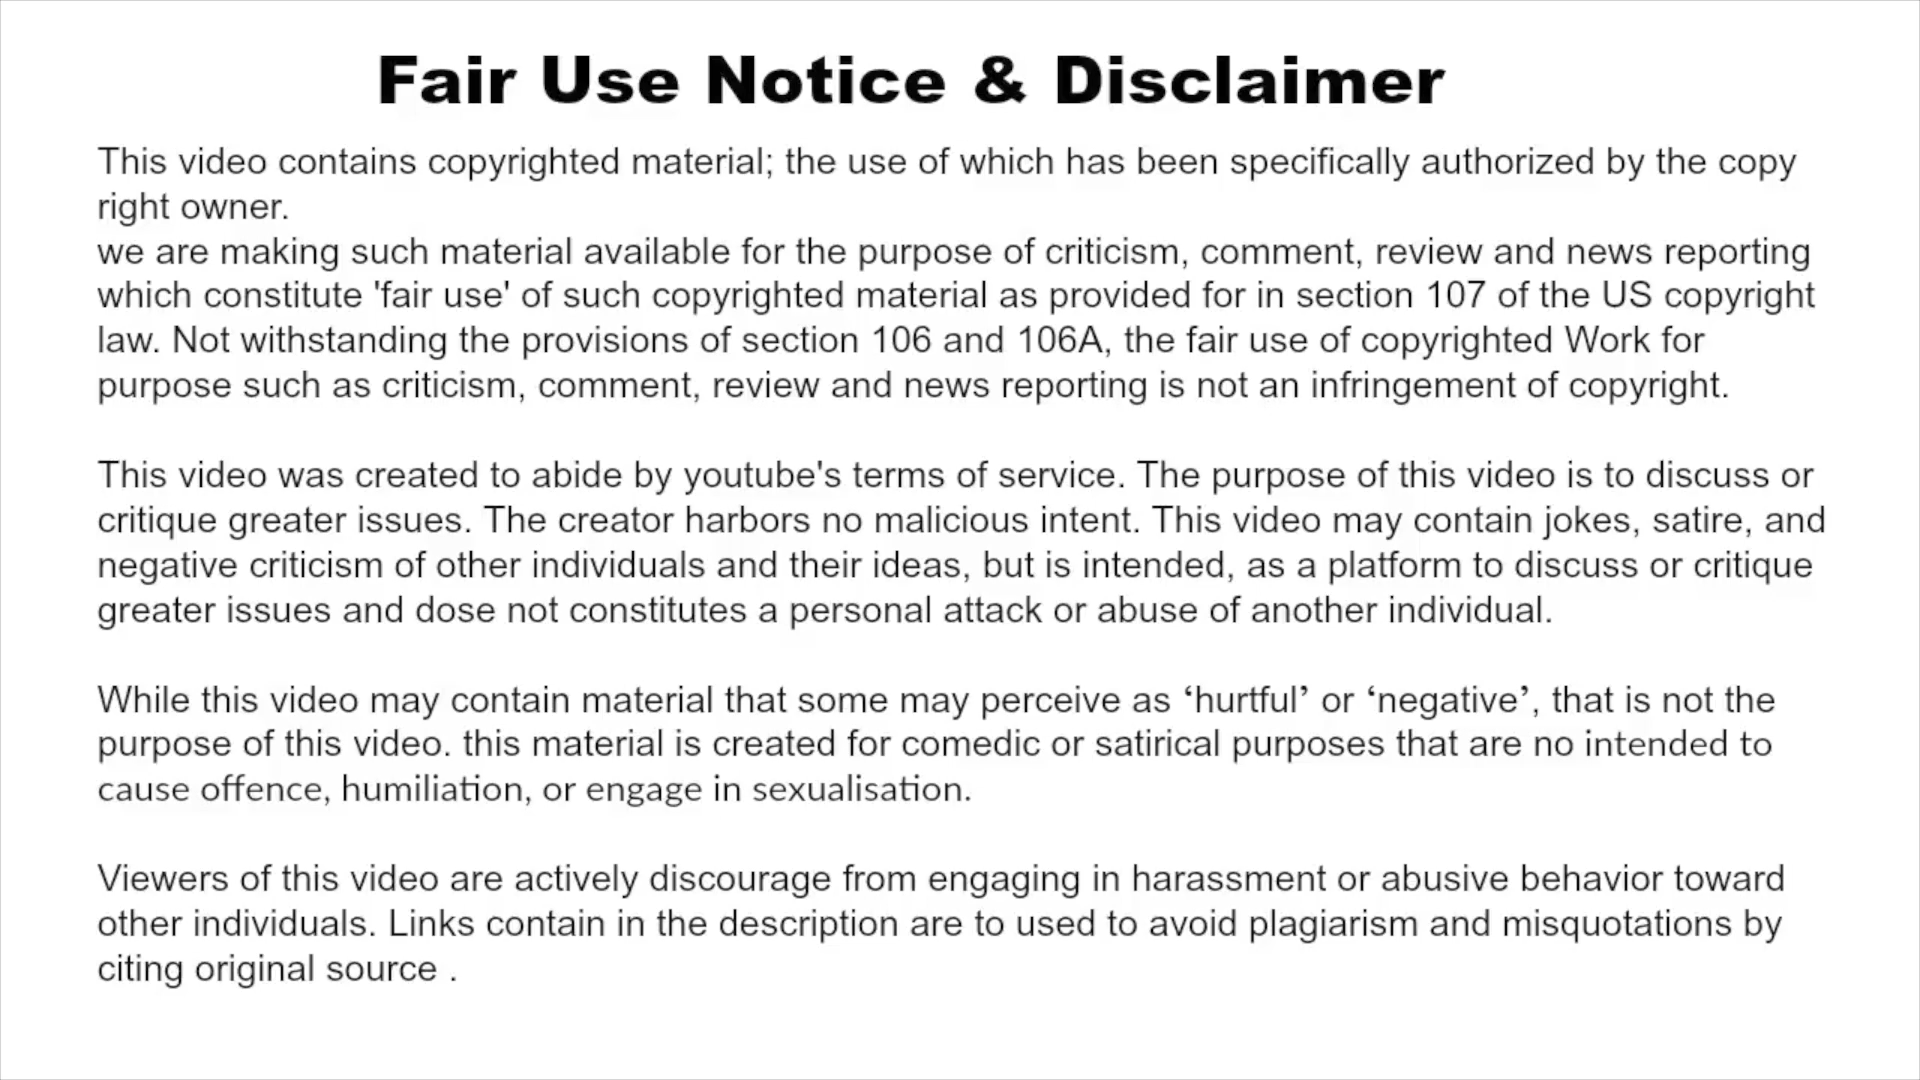 Fair Use Notice & Disclaimer
This video contains copyrighted material; the use of which has been specifically authorized by the copy
right owner.
we are making such material available for the purpose of criticism, comment, review and news reporting
which constitute 'fair use' of such copyrighted material as provided for in section 107 of the US copyright
law. Not withstanding the provisions of section 106 and 106A, the fair use of copyrighted Work for
purpose such as criticism, comment, review and news reporting is not an infringement of copyright.
This video was created to abide by youtube's terms of service. The purpose of this video is to discuss or
critique greater issues. The creator harbors no malicious intent. This video may contain jokes, satire, and
negative criticism of other individuals and their ideas, but is intended, as a platform to discuss or critique
greater issues and dose not constitutes a personal attack or abuse of another individual.
While this video may contain material that some may perceive as ‘hurtful’ or ‘negative’, that is not the
purpose of this video. this material is created for comedic or satirical purposes that are no intended to
cause offence, humiliation, or engage in sexualisation.
Viewers of this video are actively discourage from engaging in harassment or abusive behavior toward
other individuals. Links contain in the description are to used to avoid plagiarism and misquotations by
citing original source .